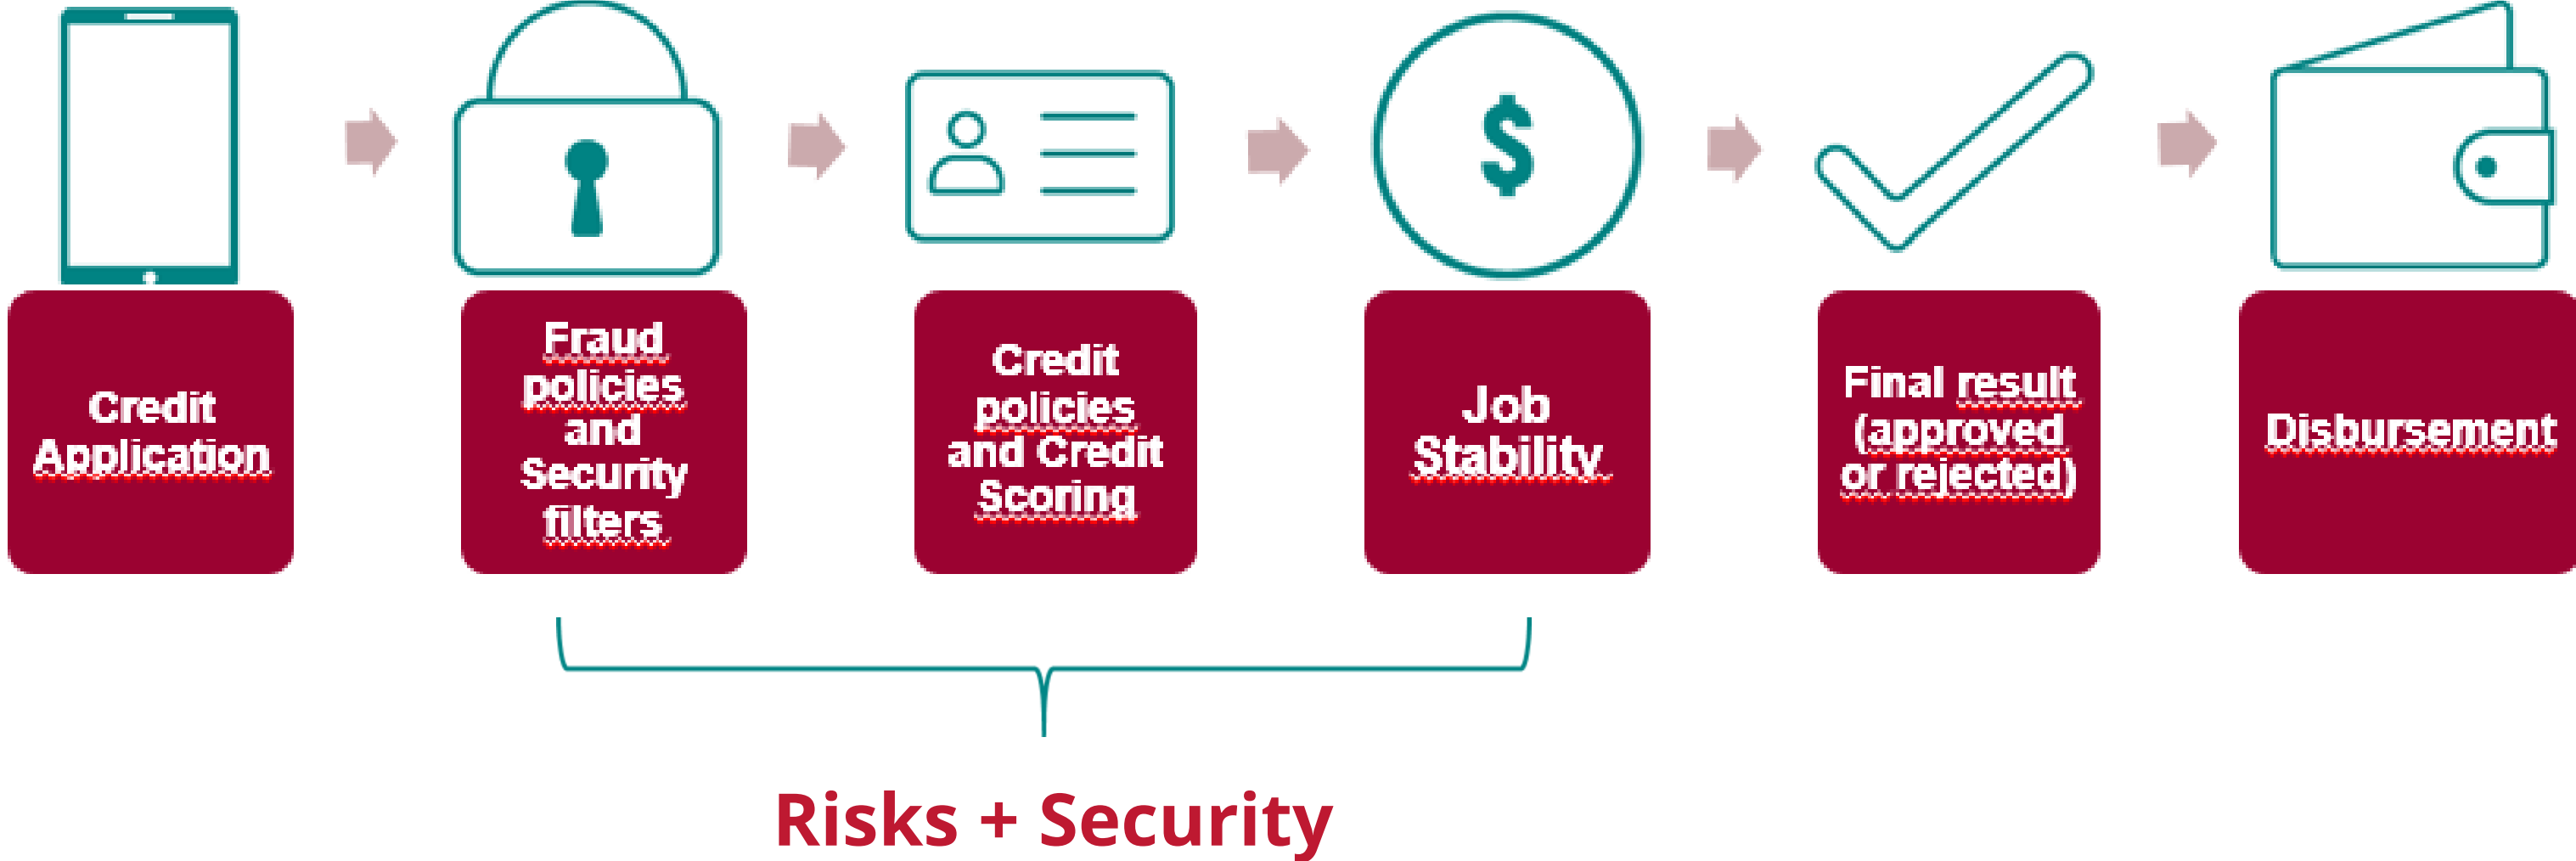 Credit
Application
Fraud
policies
and
Security
filters
Credit
policies
and Credit
Scoring
Job
Stability
Final result
(approved
or rejected)
Disbursement
Risks + Security